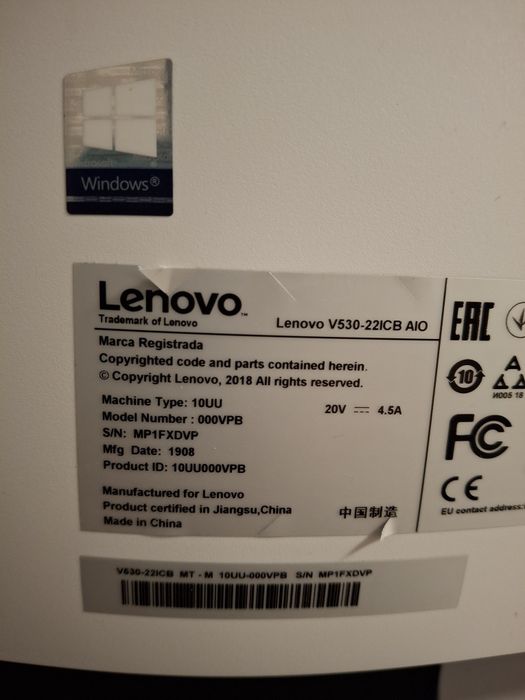 Windows®
Lenovo™
Trademark of Lenovo
Lenovo V530-22ICB AIO
Marca Registrada
Copyrighted code and parts contained herein.
© Copyright Lenovo, 2018 All rights reserved.
Machine Type: 10UU
20V 4.5A
Model Number : 000VPB
S/N: MP1FXDVP
Mfg Date: 1908
Product ID: 10UU000VPB
Manufactured for Lenovo
Product certified in Jiangsu,China
Made in China
中国制造
EAC
10
И005 18
FC
CE
EU contact address:
V530-22ICB MT - M 10UU-000VPB S/N MP1FXDVP